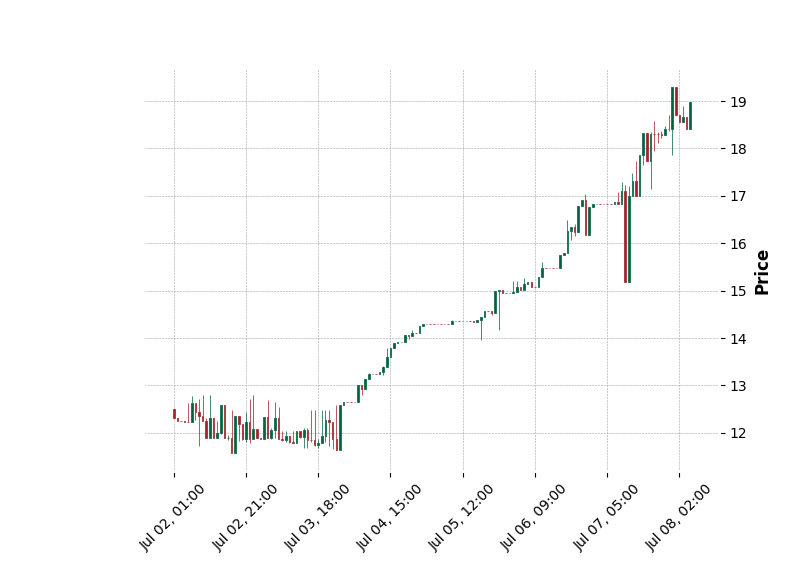 19
18
17
16
15
14
13
12
Price
Jul 02, 01:00
Jul 02, 21:00
Jul 03, 18:00
Jul 04, 15:00
Jul 05, 12:00
Jul 06, 09:00
Jul 07, 05:00
Jul 08, 02:00